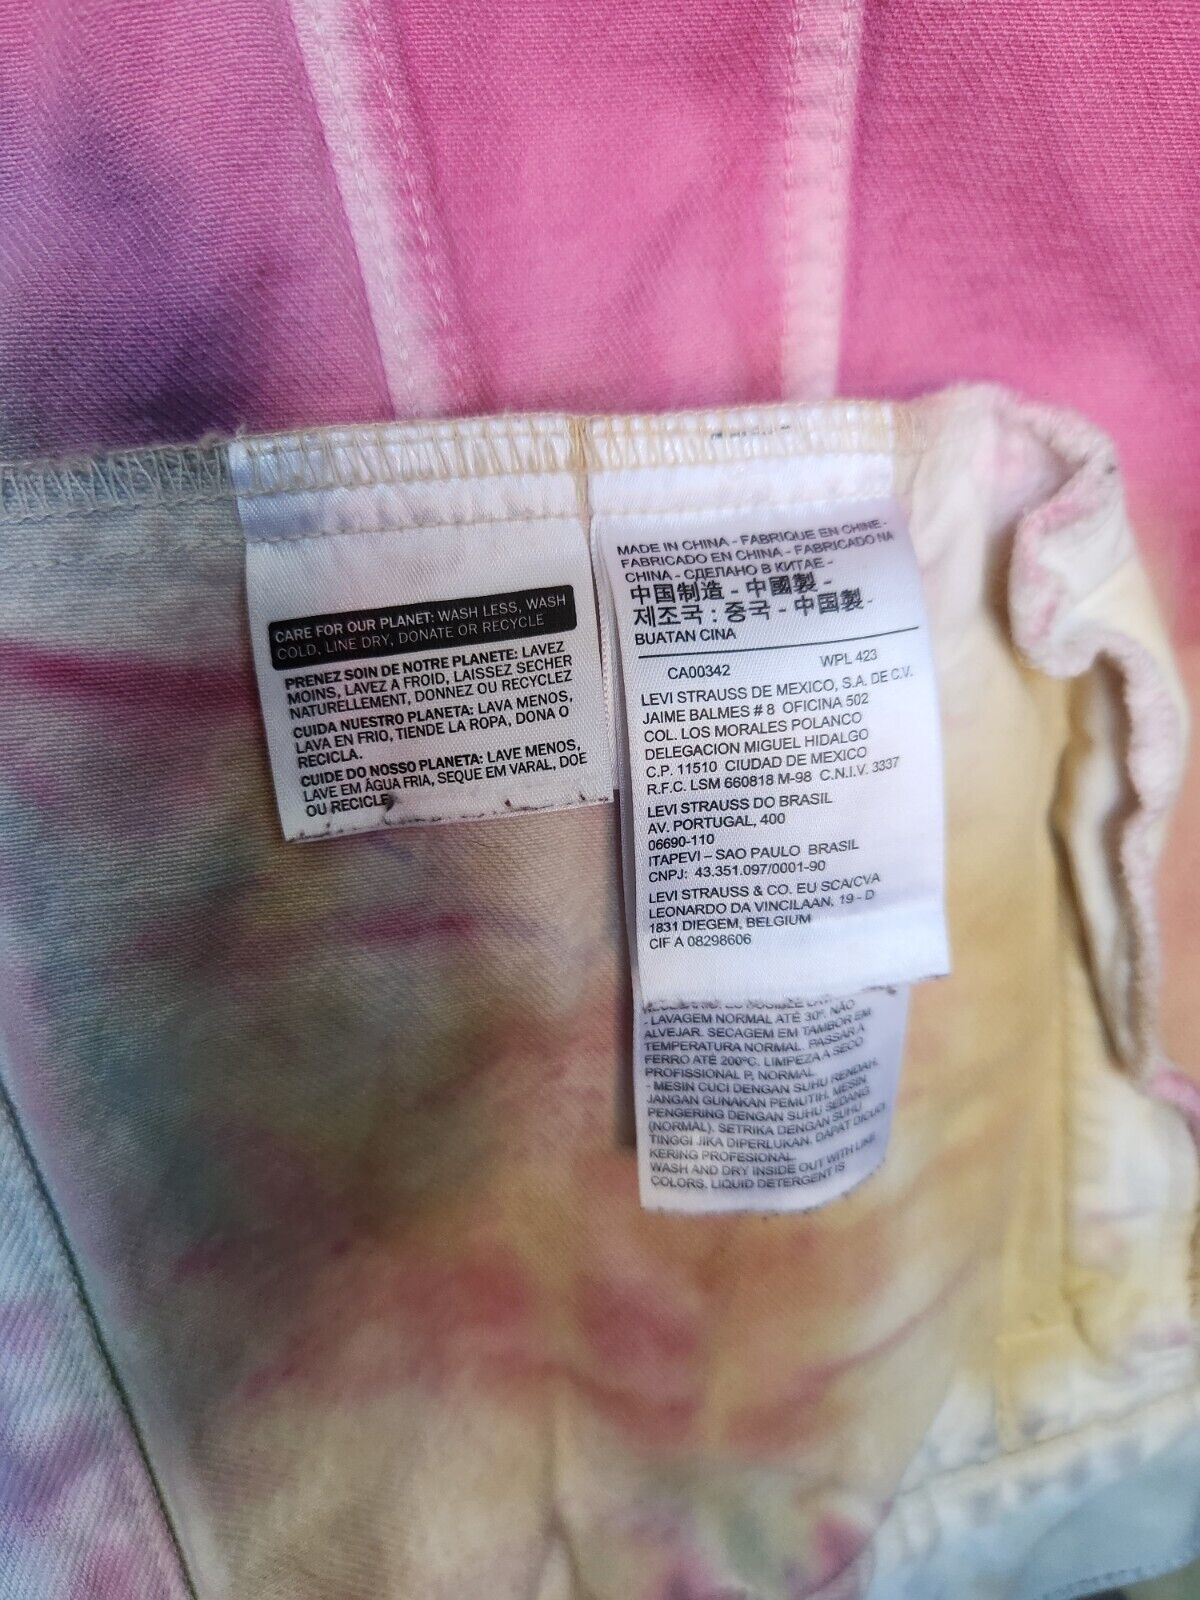 CARE FOR OUR PLANET: WASH LESS, WASH
COLD, LINE DRY, DONATE OR RECYCLE
PRENEZ SOIN DE NOTRE PLANETE: LAVEZ
MOINS, LAVEZ A FROID, LAISSEZ SECHER
NATURELLEMENT, DONNEZ OU RECYCLEZ
CUIDA NUESTRO PLANETA: LAVA MENOS,
LAVA EN FRIO, TIENDE LA ROPA, DONA O
RECICLA.
CUIDE DO NOSSO PLANETA: LAVE MENOS,
LAVE EM ÁGUA FRIA, SEQUE EM VARAL, DOE
OU RECICLE
MADE IN CHINA - FABRIQUE EN CHINE -
FABRICADO EN CHINA - FABRICADO NA
CHINA - СДЕЛАНО В КИТАЕ -
中国制造 - 中國製 -
제조국 : 중국 - 中国製 -
BUATAN CINA
CA00342 WPL 423
LEVI STRAUSS DE MEXICO, S.A. DE C.V.
JAIME BALMES # 8 OFICINA 502
COL. LOS MORALES POLANCO
DELEGACION MIGUEL HIDALGO
C.P. 11510 CIUDAD DE MEXICO
R.F.C. LSM 660818 M-98 C.N.I.V. 3337
LEVI STRAUSS DO BRASIL
AV. PORTUGAL, 400
06690-110
ITAPEVI – SAO PAULO BRASIL
CNPJ: 43.351.097/0001-90
LEVI STRAUSS & CO. EU SCA/CVA
LEONARDO DA VINCILAAN, 19 - D
1831 DIEGEM, BELGIUM
CIF A 08298606
- LAVAGEM NORMAL ATÉ 30º. NÃO
ALVEJAR. SECAGEM EM TAMBOR EM
TEMPERATURA NORMAL. PASSAR A
FERRO ATÉ 200ºC. LIMPEZA A SECO
PROFISSIONAL P, NORMAL
- MESIN CUCI DENGAN SUHU RENDAH.
JANGAN GUNAKAN PEMUTIH. MESIN
PENGERING DENGAN SUHU SEDANG
(NORMAL). SETRIKA DENGAN SUHU
TINGGI JIKA DIPERLUKAN. DAPAT DICUCI
KERING PROFESIONAL.
WASH AND DRY INSIDE OUT WITH LIKE
COLORS. LIQUID DETERGENT IS